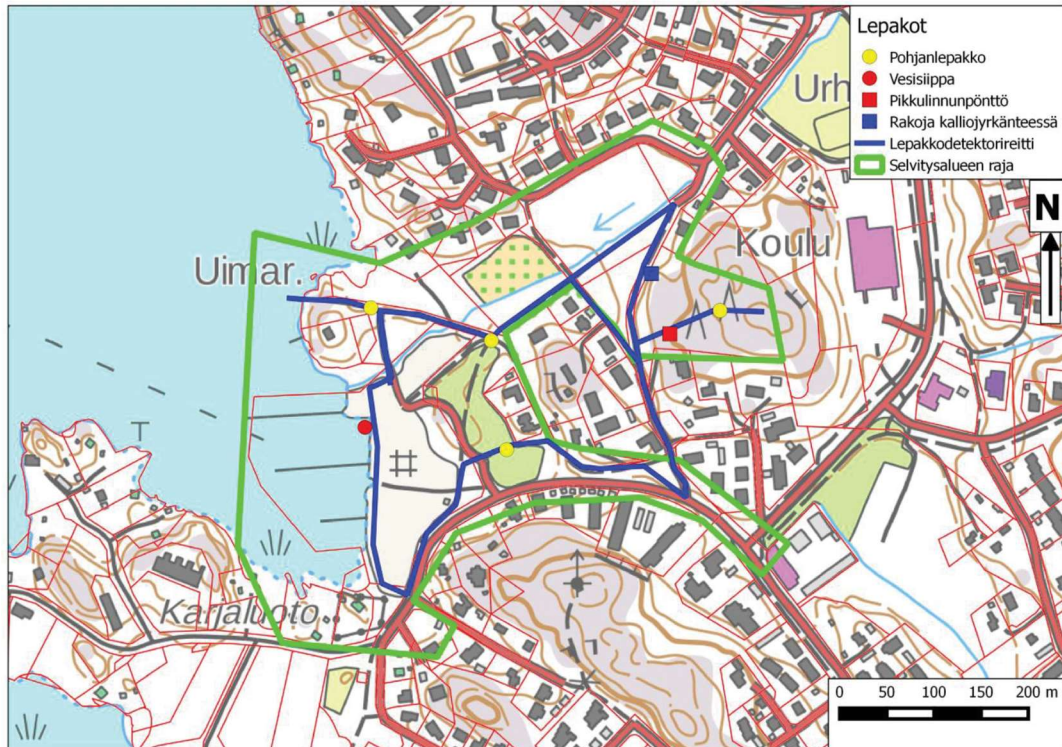 Lepakot
Pohjanlepakko
Vesisiippa
Pikkulinnunpönttö
Rakoja kalliojyrkänteessä
Lepakkodetektorireitti
Selvitysalueen raja
Urh
N
Koulu
Uimar.
Karjaluoto
0 50 100 150 200 m